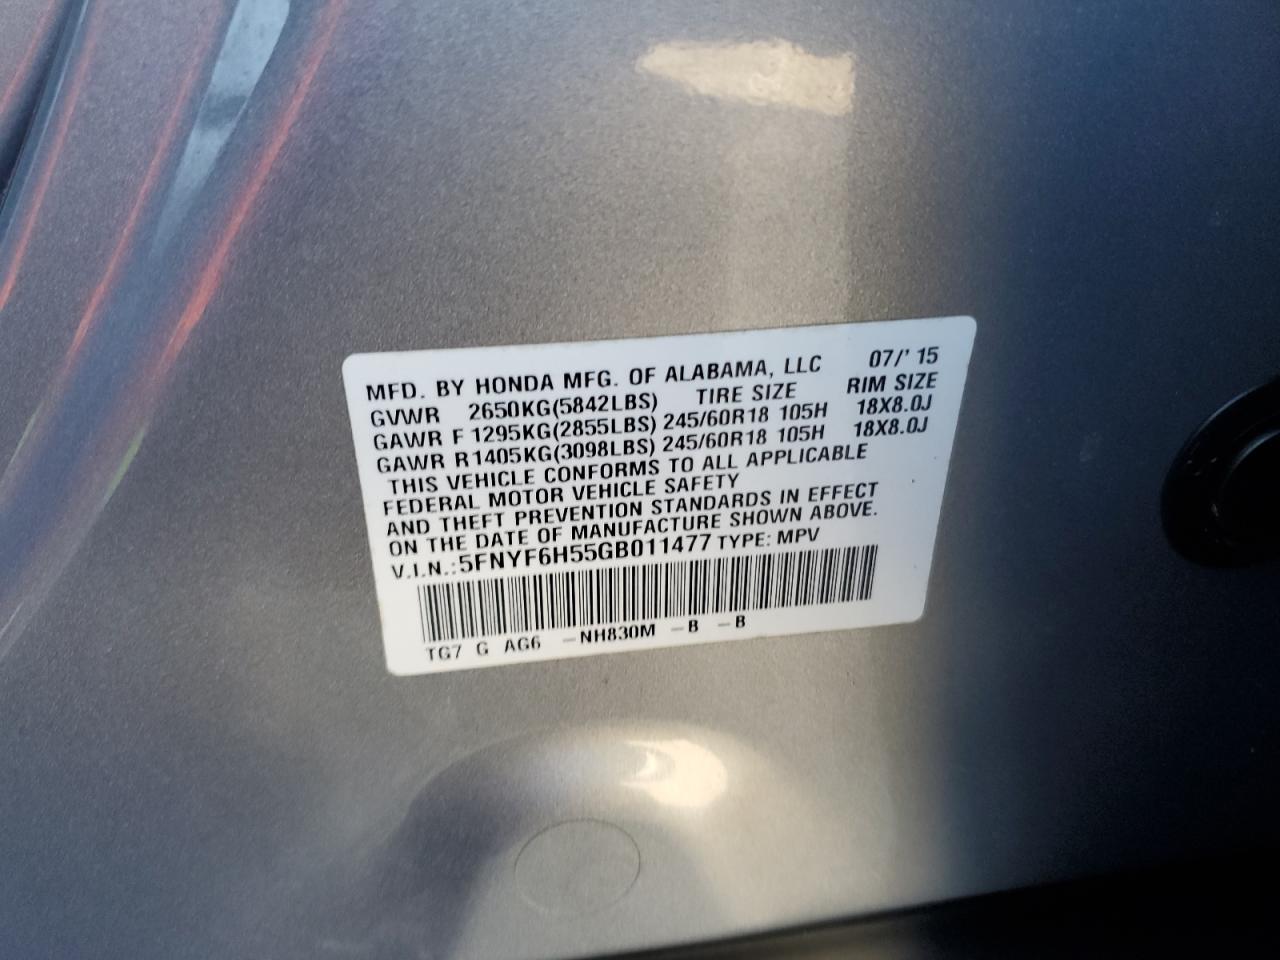 MFD. BY HONDA MFG. OF ALABAMA, LLC 07/'15
GVWR 2650KG(5842LBS) TIRE SIZE RIM SIZE
GAWR F 1295KG(2855LBS) 245/60R18 105H 18X8.0J
GAWR R1405KG(3098LBS) 245/60R18 105H 18X8.0J
THIS VEHICLE CONFORMS TO ALL APPLICABLE
FEDERAL MOTOR VEHICLE SAFETY
AND THEFT PREVENTION STANDARDS IN EFFECT
ON THE DATE OF MANUFACTURE SHOWN ABOVE.
V.I.N.:5FNYF6H55GB011477 TYPE: MPV
TG7 G AG6 -NH830M -B -B